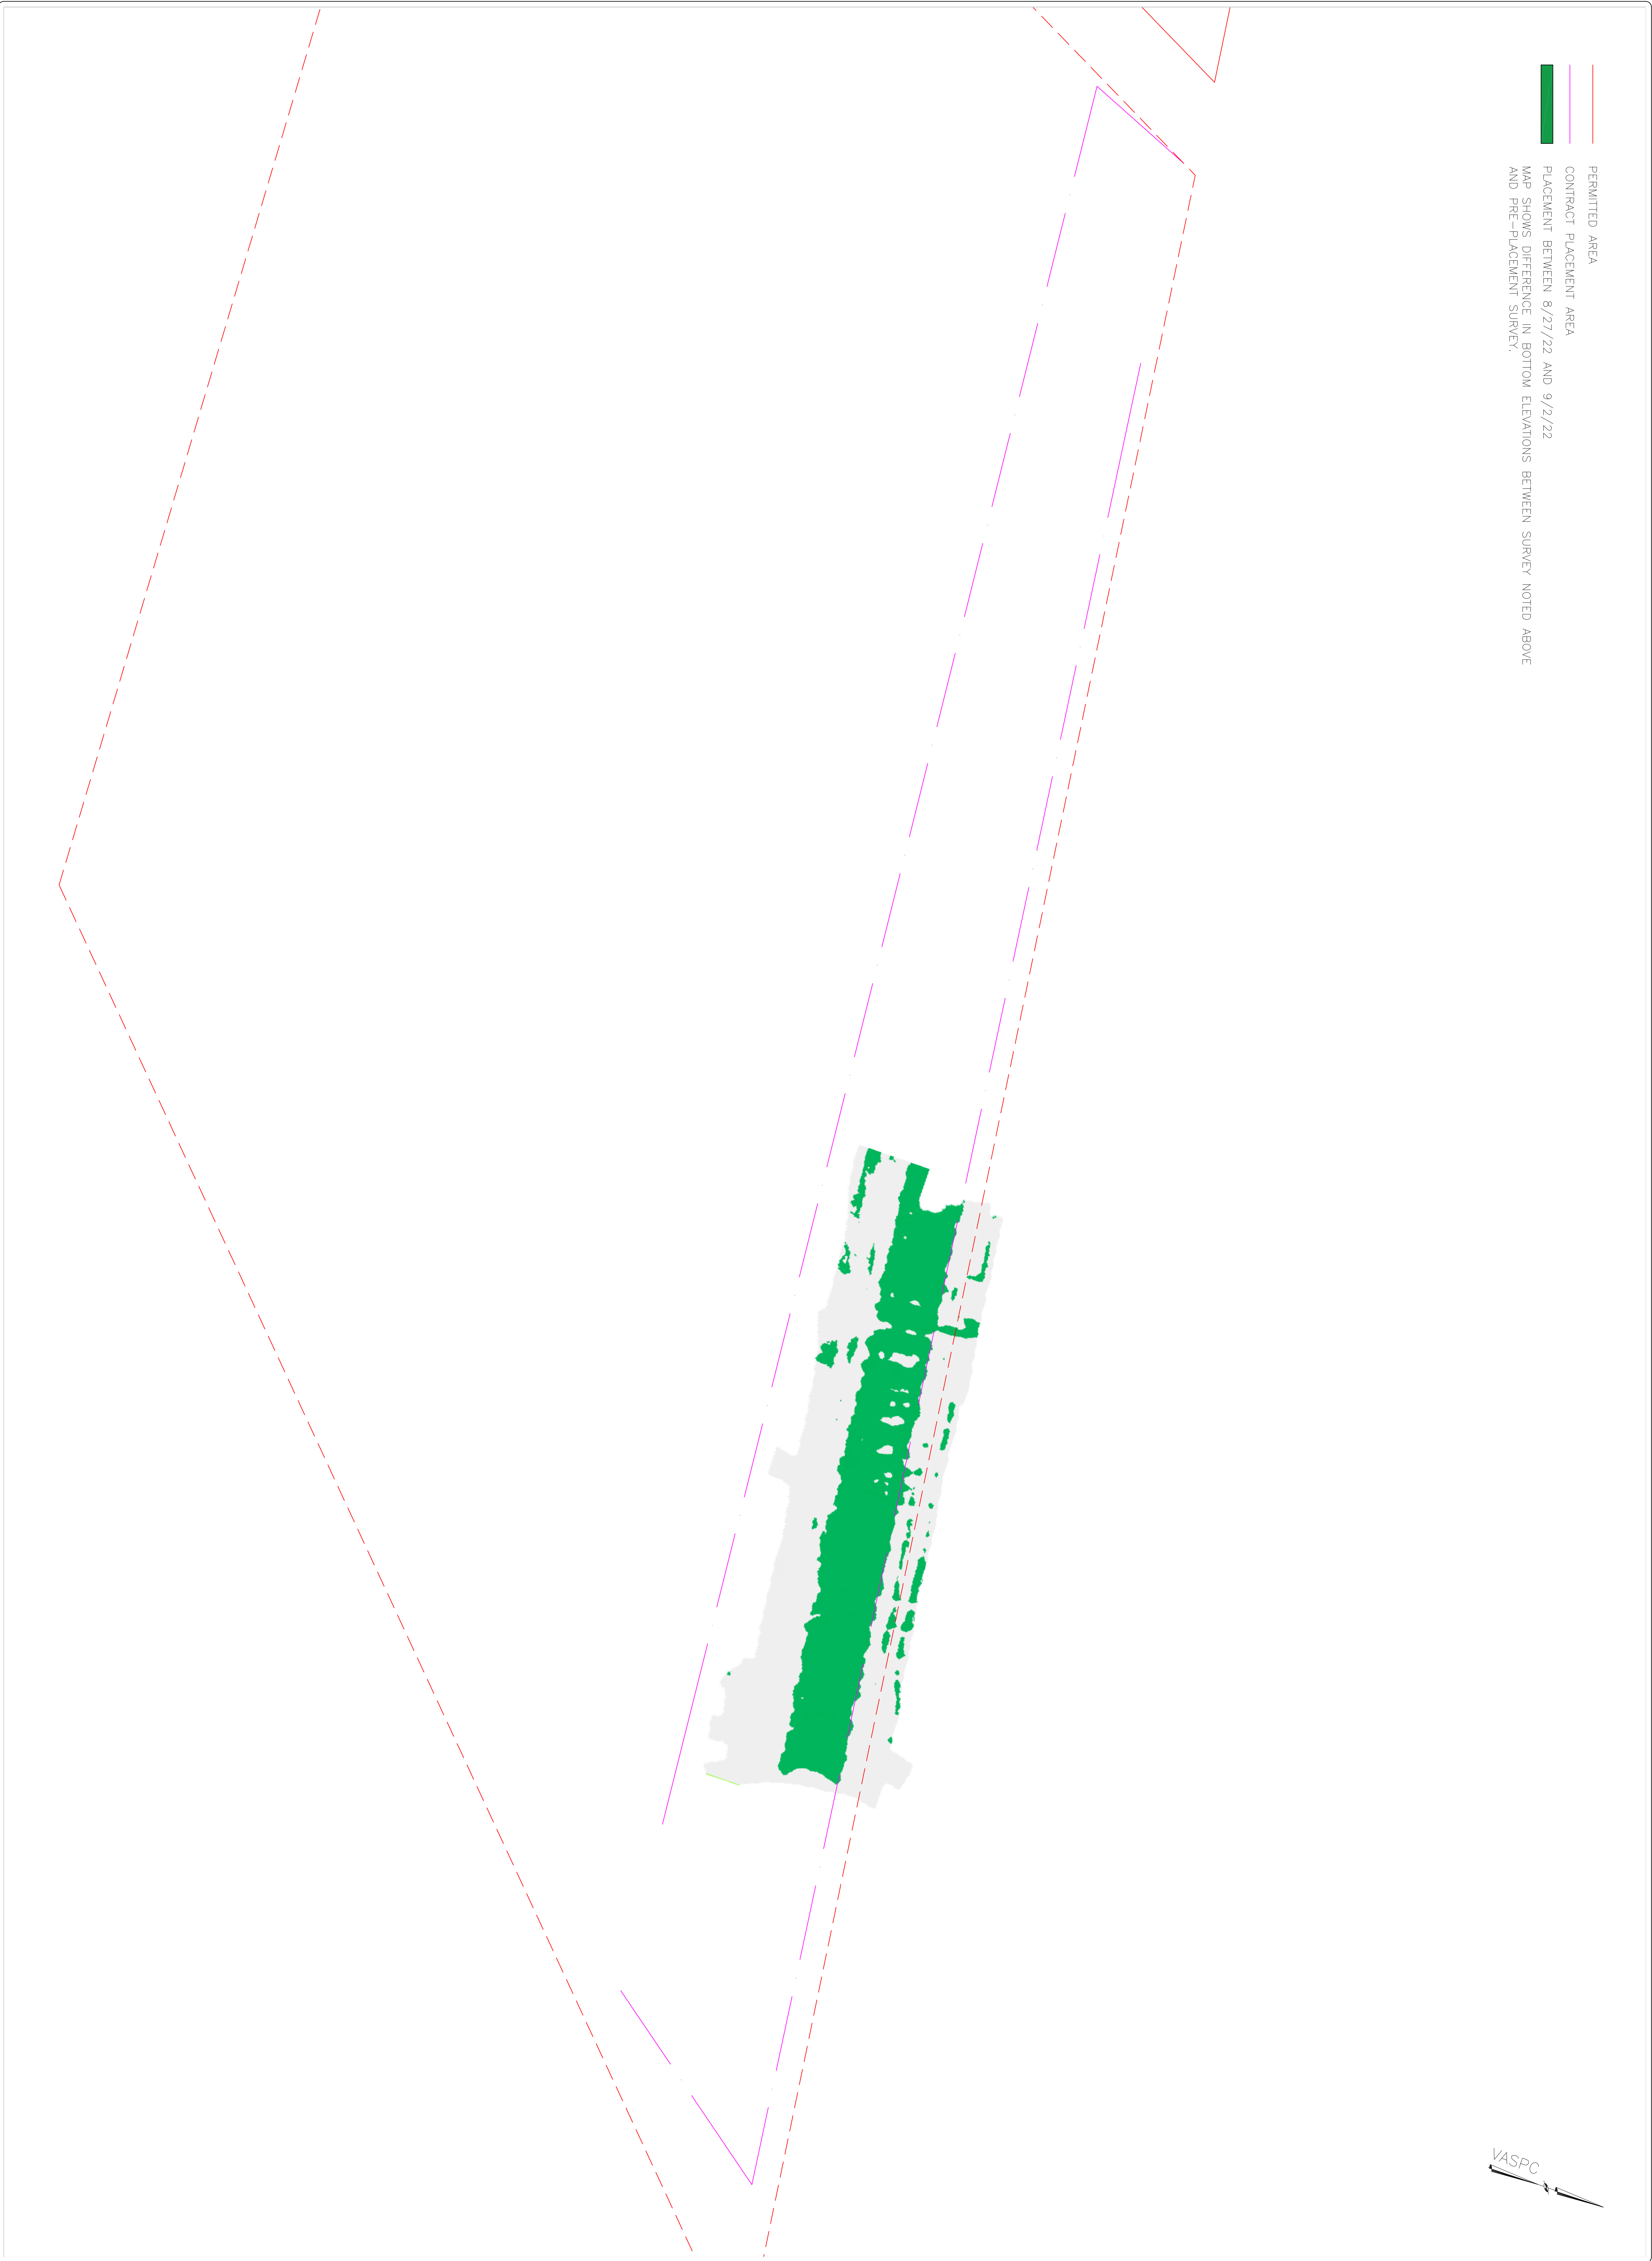 PERMITTED AREA
CONTRACT PLACEMENT AREA
PLACEMENT BETWEEN 8/27/22 AND 9/2/22
MAP SHOWS DIFFERENCE IN BOTTOM ELEVATIONS BETWEEN SURVEY NOTED ABOVE
AND PRE-PLACEMENT SURVEY.
VASPC